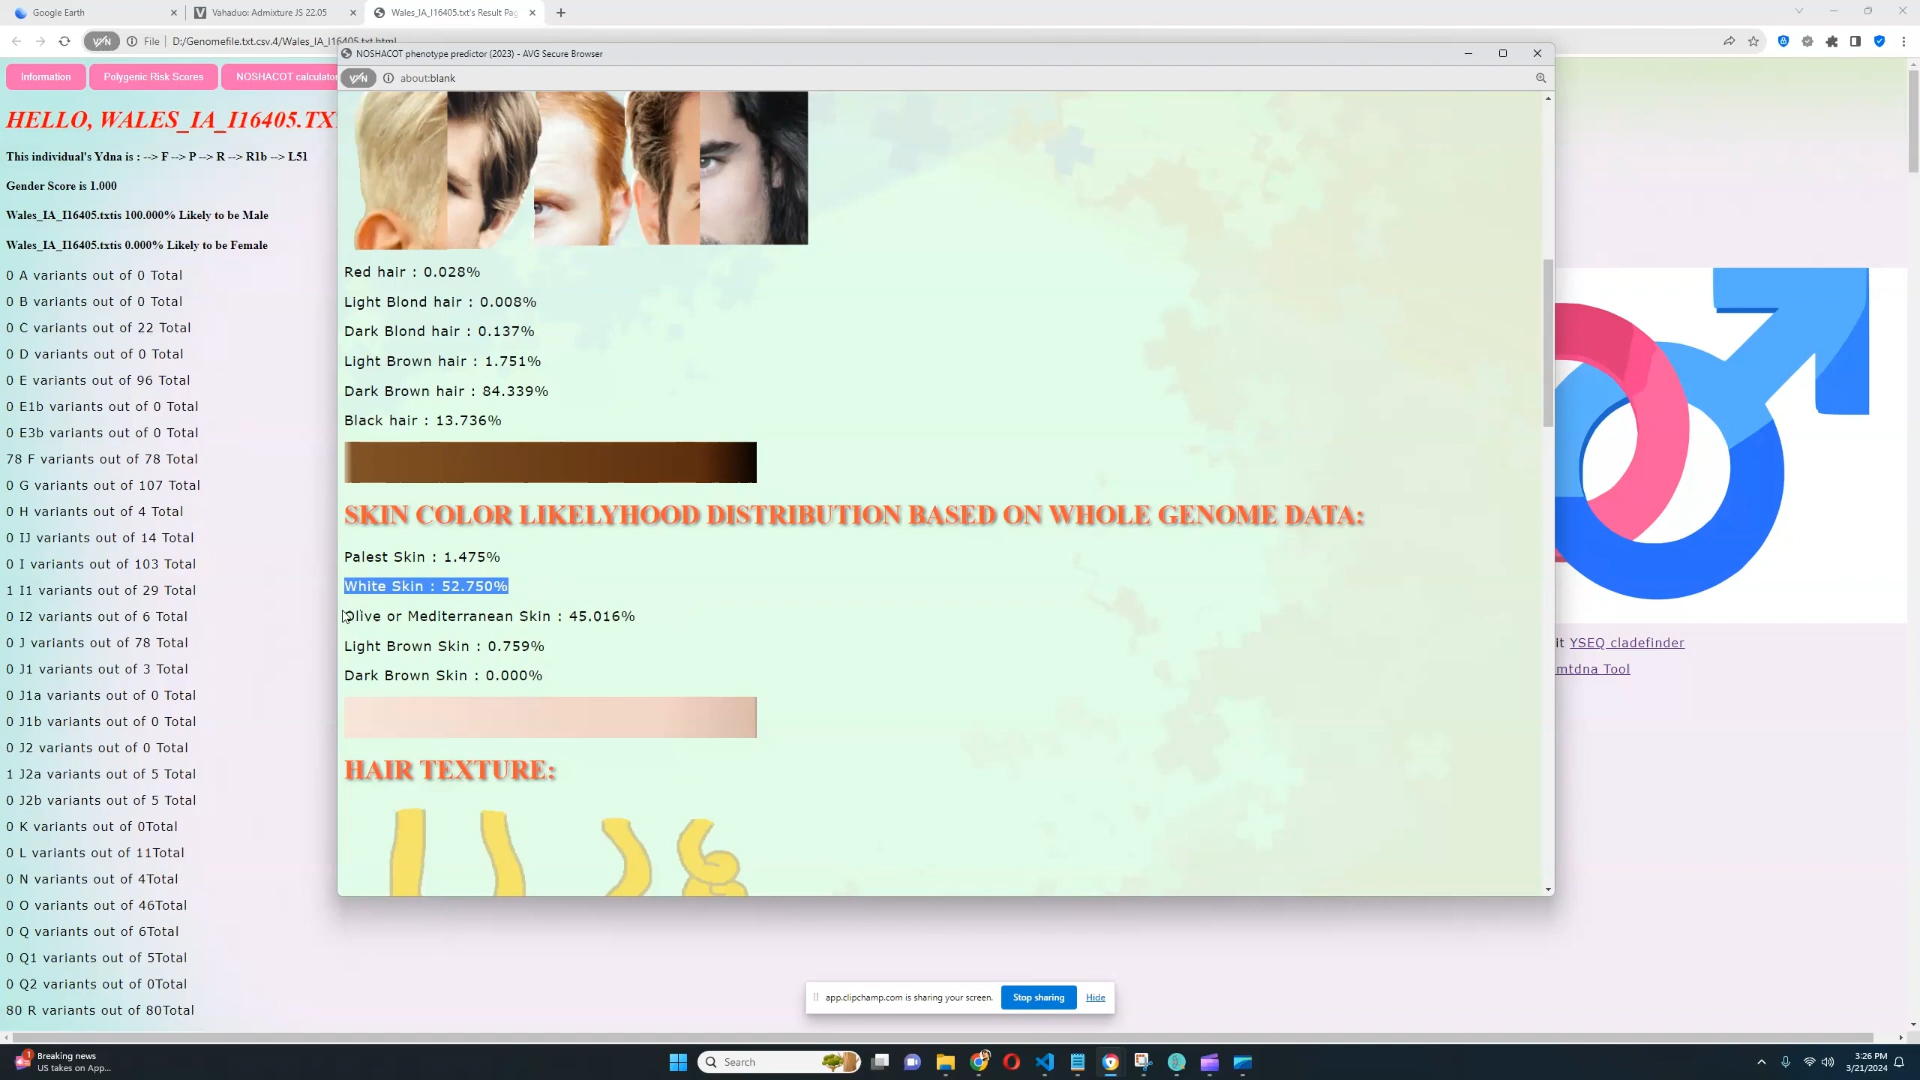 Google Earth
Vahaduo: Admixture JS 22.05
Wales_IA_I16405.txt's Result Pag
File
D:/Genomefile.txt.csv.4/Wales_IA_I16405.txt.html
NOSHACOT phenotype predictor (2023) - AVG Secure Browser
VPN
about:blank
Information
Polygenic Risk Scores
NOSHACOT calculator
HELLO, WALES_IA_I16405.TX
This individual's Ydna is : --> F --> P --> R --> R1b --> L51
Gender Score is 1.000
Wales_IA_I16405.txtis 100.000% Likely to be Male
Wales_IA_I16405.txtis 0.000% Likely to be Female
0 A variants out of 0 Total
0 B variants out of 0 Total
0 C variants out of 22 Total
0 D variants out of 0 Total
0 E variants out of 96 Total
0 E1b variants out of 0 Total
0 E3b variants out of 0 Total
78 F variants out of 78 Total
0 G variants out of 107 Total
0 H variants out of 4 Total
0 IJ variants out of 14 Total
0 I variants out of 103 Total
1 I1 variants out of 29 Total
0 I2 variants out of 6 Total
0 J variants out of 78 Total
0 J1 variants out of 3 Total
0 J1a variants out of 0 Total
0 J1b variants out of 0 Total
0 J2 variants out of 0 Total
1 J2a variants out of 5 Total
0 J2b variants out of 5 Total
0 K variants out of 0Total
0 L variants out of 11Total
0 N variants out of 4Total
0 O variants out of 46Total
0 Q variants out of 6Total
0 Q1 variants out of 5Total
0 Q2 variants out of 0Total
80 R variants out of 80Total
Red hair : 0.028%
Light Blond hair : 0.008%
Dark Blond hair : 0.137%
Light Brown hair : 1.751%
Dark Brown hair : 84.339%
Black hair : 13.736%
SKIN COLOR LIKELYHOOD DISTRIBUTION BASED ON WHOLE GENOME DATA:
Palest Skin : 1.475%
White Skin : 52.750%
Olive or Mediterranean Skin : 45.016%
Light Brown Skin : 0.759%
Dark Brown Skin : 0.000%
HAIR TEXTURE:
it YSEQ cladefinder
mtdna Tool
app.clipchamp.com is sharing your screen.
Stop sharing
Hide
1
Breaking news
US takes on App...
Search
3:26 PM
3/21/2024